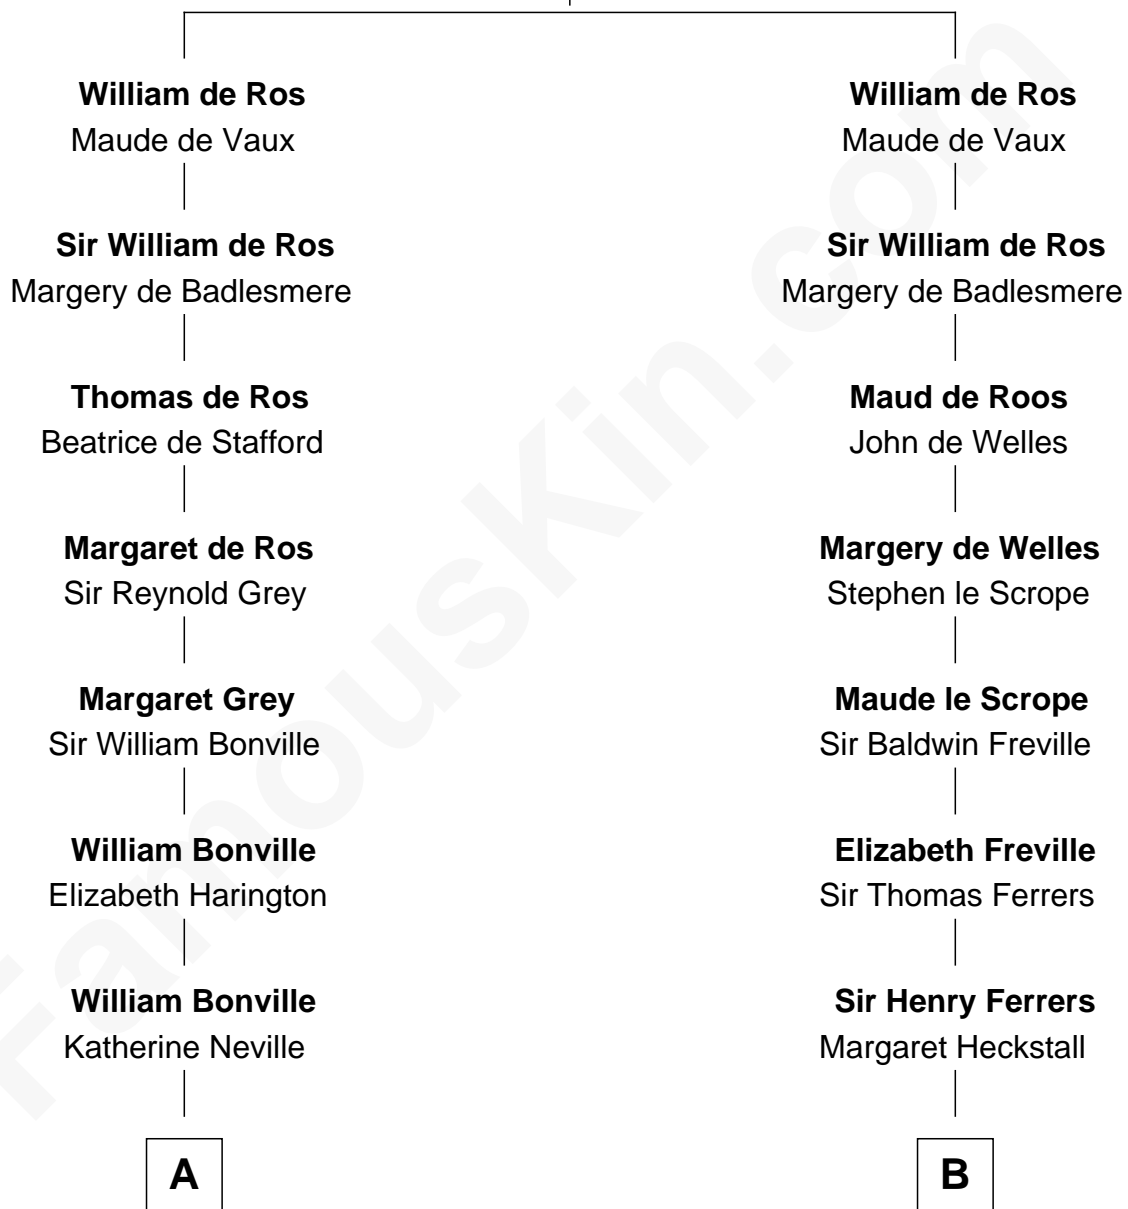 William de Ros
Maude de Vaux
Sir William de Ros
Margery de Badlesmere
Thomas de Ros
Beatrice de Stafford
Margaret de Ros
Sir Reynold Grey
Margaret Grey
Sir William Bonville
William Bonville
Elizabeth Harington
William Bonville
Katherine Neville
A
William de Ros
Maude de Vaux
Sir William de Ros
Margery de Badlesmere
Maud de Roos
John de Welles
Margery de Welles
Stephen le Scrope
Maude le Scrope
Sir Baldwin Freville
Elizabeth Freville
Sir Thomas Ferrers
Sir Henry Ferrers
Margaret Heckstall
B
FamousKin.com